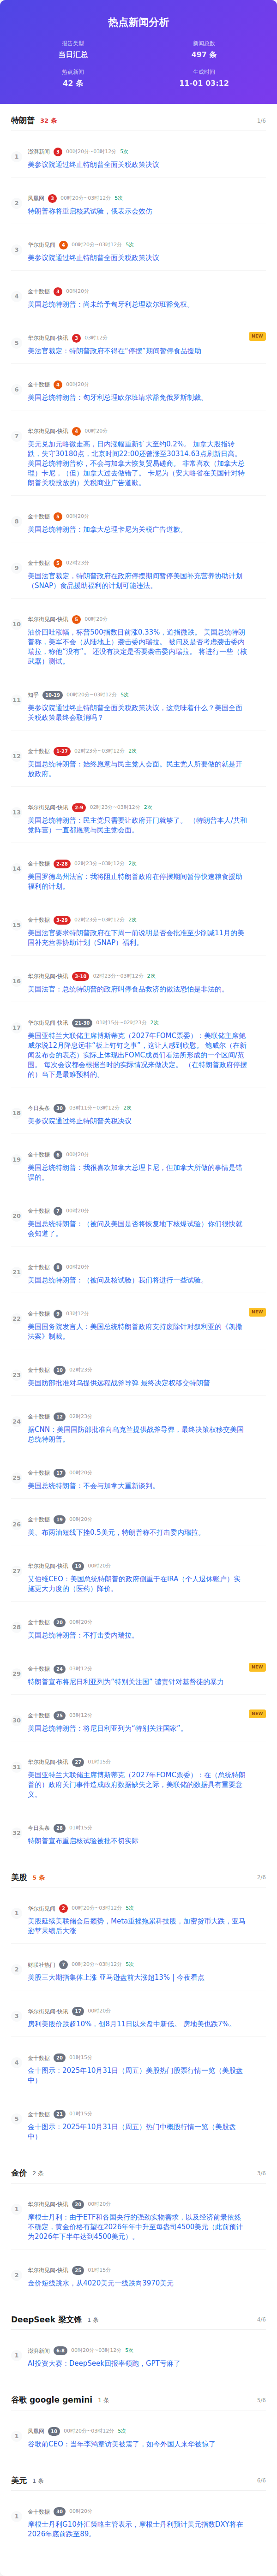 热点新闻分析
报告类型
当日汇总
新闻总数
497 条
热点新闻
42 条
生成时间
11-01 03:12
特朗普 32 条 1/6
1
澎湃新闻 3 00时20分~03时12分 5次
美参议院通过终止特朗普全面关税政策决议
2
凤凰网 3 00时20分~03时12分 5次
特朗普称将重启核武试验，俄表示会效仿
3
华尔街见闻 4 00时20分~03时12分 5次
美参议院通过终止特朗普全面关税政策决议
4
金十数据 3 00时20分
美国总统特朗普：尚未给予匈牙利总理欧尔班豁免权。
5
华尔街见闻-快讯 3 03时12分 NEW
美法官裁定：特朗普政府不得在“停摆”期间暂停食品援助
6
金十数据 4 00时20分
美国总统特朗普：匈牙利总理欧尔班请求豁免俄罗斯制裁。
7
华尔街见闻-快讯 4 00时20分
美元兑加元略微走高，日内涨幅重新扩大至约0.2%。 加拿大股指转
跌，失守30180点，北京时间22:00还曾涨至30314.63点刷新日高。
美国总统特朗普称，不会与加拿大恢复贸易磋商。 非常喜欢（加拿大总
理）卡尼，（但）加拿大过去做错了。 卡尼为（安大略省在美国针对特
朗普关税投放的）关税商业广告道歉。
8
金十数据 5 00时20分
美国总统特朗普：加拿大总理卡尼为关税广告道歉。
9
金十数据 5 02时23分
美国法官裁定，特朗普政府在政府停摆期间暂停美国补充营养协助计划
（SNAP）食品援助福利的计划可能违法。
10
华尔街见闻-快讯 5 00时20分
油价回吐涨幅，标普500指数目前涨0.33%，道指微跌。 美国总统特朗
普称，美军不会（从陆地上）袭击委内瑞拉。 被问及是否考虑袭击委内
瑞拉，称他“没有”。 还没有决定是否要袭击委内瑞拉。 将进行一些（核
武器）测试。
11
知乎 18-19 00时20分~03时12分 5次
美参议院通过终止特朗普全面关税政策决议，这意味着什么？美国全面
关税政策最终会取消吗？
12
金十数据 1-27 02时23分~03时12分 2次
美国总统特朗普：始终愿意与民主党人会面。民主党人所要做的就是开
放政府。
13
华尔街见闻-快讯 2-9 02时23分~03时12分 2次
美国总统特朗普：民主党只需要让政府开门就够了。 （特朗普本人/共和
党阵营）一直都愿意与民主党会面。
14
金十数据 2-28 02时23分~03时12分 2次
美国罗德岛州法官：我将阻止特朗普政府在停摆期间暂停快速粮食援助
福利的计划。
15
金十数据 3-29 02时23分~03时12分 2次
美国法官要求特朗普政府在下周一前说明是否会批准至少削减11月的美
国补充营养协助计划（SNAP）福利。
16
华尔街见闻-快讯 3-10 02时23分~03时12分 2次
美国法官：总统特朗普的政府叫停食品救济的做法恐怕是非法的。
17
华尔街见闻-快讯 21-30 01时15分~02时23分 2次
美国亚特兰大联储主席博斯蒂克（2027年FOMC票委）：美联储主席鲍
威尔说12月降息远非“板上钉钉之事”，这让人感到欣慰。 鲍威尔（在新
闻发布会的表态）实际上体现出FOMC成员们看法所形成的一个区间/范
围。 每次会议都会根据当时的实际情况来做决定。 （在特朗普政府停摆
的）当下是最难预料的。
18
今日头条 30 01时11分~03时12分 2次
美参议院通过终止特朗普关税决议
19
金十数据 6 00时20分
美国总统特朗普：我很喜欢加拿大总理卡尼，但加拿大所做的事情是错
误的。
20
金十数据 7 00时20分
美国总统特朗普：（被问及美国是否将恢复地下核爆试验）你们很快就
会知道了。
21
金十数据 8 00时20分
美国总统特朗普：（被问及核试验）我们将进行一些试验。
22
金十数据 9 03时12分 NEW
美国国务院发言人：美国总统特朗普政府支持废除针对叙利亚的《凯撒
法案》制裁。
23
金十数据 10 02时23分
美国防部批准对乌提供远程战斧导弹 最终决定权移交特朗普
24
金十数据 12 02时23分
据CNN：美国国防部批准向乌克兰提供战斧导弹，最终决策权移交美国
总统特朗普。
25
金十数据 17 00时20分
美国总统特朗普：不会与加拿大重新谈判。
26
金十数据 19 00时20分
美、布两油短线下挫0.5美元，特朗普称不打击委内瑞拉。
27
华尔街见闻-快讯 19 00时20分
艾伯维CEO：美国总统特朗普的政府侧重于在IRA（个人退休账户）实
施更大力度的（医药）降价。
28
金十数据 20 00时20分
美国总统特朗普：不打击委内瑞拉。
29
金十数据 24 03时12分 NEW
特朗普宣布将尼日利亚列为“特别关注国” 谴责针对基督徒的暴力
30
金十数据 25 03时12分 NEW
美国总统特朗普：将尼日利亚列为“特别关注国家”。
31
华尔街见闻-快讯 27 01时15分
美国亚特兰大联储主席博斯蒂克（2027年FOMC票委）：在（总统特朗
普的）政府关门事件造成政府数据缺失之际，美联储的数据具有重要意
义。
32
今日头条 28 01时15分
特朗普宣布重启核试验被批不切实际
美股 5 条 2/6
1
华尔街见闻 2 00时20分~03时12分 5次
美股延续美联储会后颓势，Meta重挫拖累科技股，加密货币大跌，亚马
逊苹果绩后大涨
2
财联社热门 7 00时20分~03时12分 5次
美股三大期指集体上涨 亚马逊盘前大涨超13% | 今夜看点
3
华尔街见闻-快讯 17 00时20分
房利美股价跌超10%，创8月11日以来盘中新低。 房地美也跌7%。
4
金十数据 20 01时15分
金十图示：2025年10月31日（周五）美股热门股票行情一览（美股盘
中）
5
金十数据 21 01时15分
金十图示：2025年10月31日（周五）热门中概股行情一览（美股盘
中）
金价 2 条 3/6
1
华尔街见闻-快讯 20 00时20分
摩根士丹利：由于ETF和各国央行的强劲实物需求，以及经济前景依然
不确定，黄金价格有望在2026年年中升至每盎司4500美元（此前预计
为2026年下半年达到4500美元）。
2
华尔街见闻-快讯 25 01时15分
金价短线跳水，从4020美元一线跌向3970美元
DeepSeek 梁文锋 1 条 4/6
1
澎湃新闻 6-8 00时20分~03时12分 5次
AI投资大赛：DeepSeek回报率领跑，GPT亏麻了
谷歌 google gemini 1 条 5/6
1
凤凰网 10 00时20分~03时12分 5次
谷歌前CEO：当年李鸿章访美被震了，如今外国人来华被惊了
美元 1 条 6/6
1
金十数据 30 00时20分
摩根士丹利G10外汇策略主管表示，摩根士丹利预计美元指数DXY将在
2026年底前跌至89。